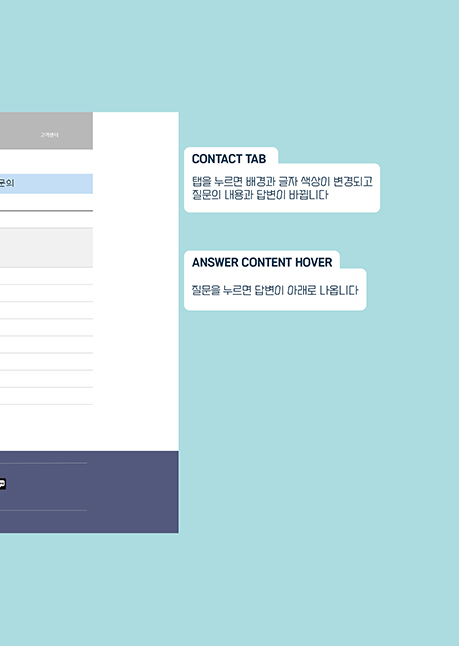 고객센터
문의
CONTACT TAB
탭을 누르면 배경과 글자 색상이 변경되고
질문의 내용과 답변이 바뀝니다
ANSWER CONTENT HOVER
질문을 누르면 답변이 아래로 나옵니다